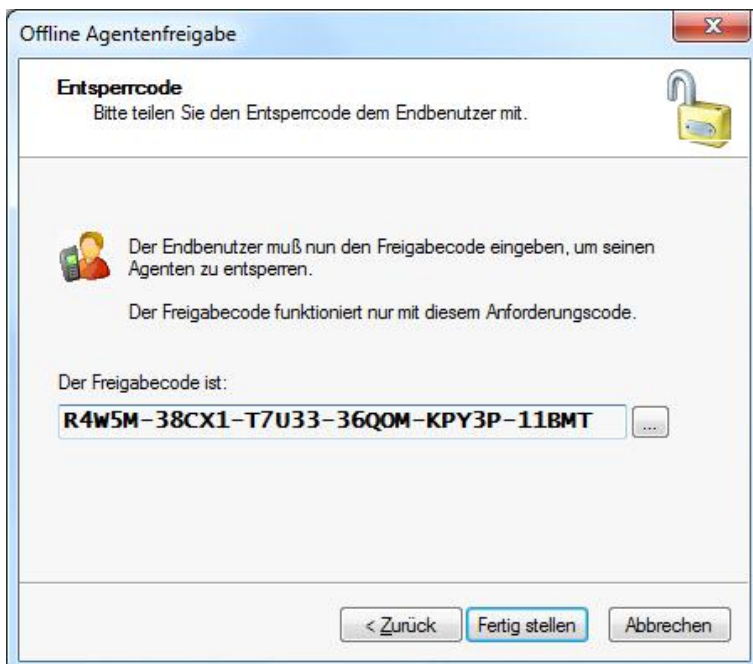 Offline Agentenfreigabe
Entsperrcode
Bitte teilen Sie den Entsperrcode dem Endbenutzer mit.
Der Endbenutzer muß nun den Freigabecode eingeben, um seinen
Agenten zu entsperren.
Der Freigabecode funktioniert nur mit diesem Anforderungscode.
Der Freigabecode ist:
R4W5M-38CX1-T7U33-36QOM-KPY3P-11BMT
...
< Zurück
Fertig stellen
Abbrechen